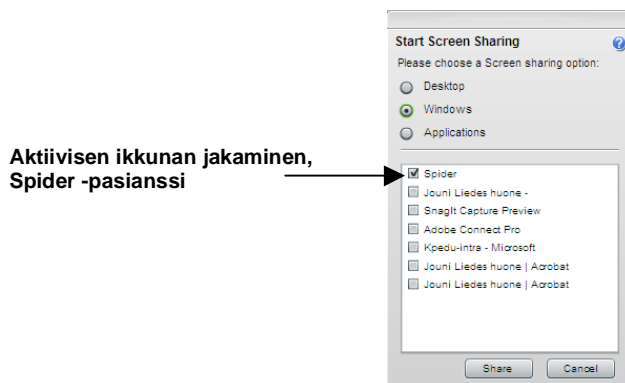 Start Screen Sharing
Please choose a Screen sharing option:
Desktop
Windows
Applications
Aktiivisen ikkunan jakaminen,
Spider -pasianssi
Spider
Jouni Liedes huone -
SnagIt Capture Preview
Adobe Connect Pro
Kpedu-intra - Microsoft
Jouni Liedes huone | Acrobat
Jouni Liedes huone | Acrobat
Share
Cancel